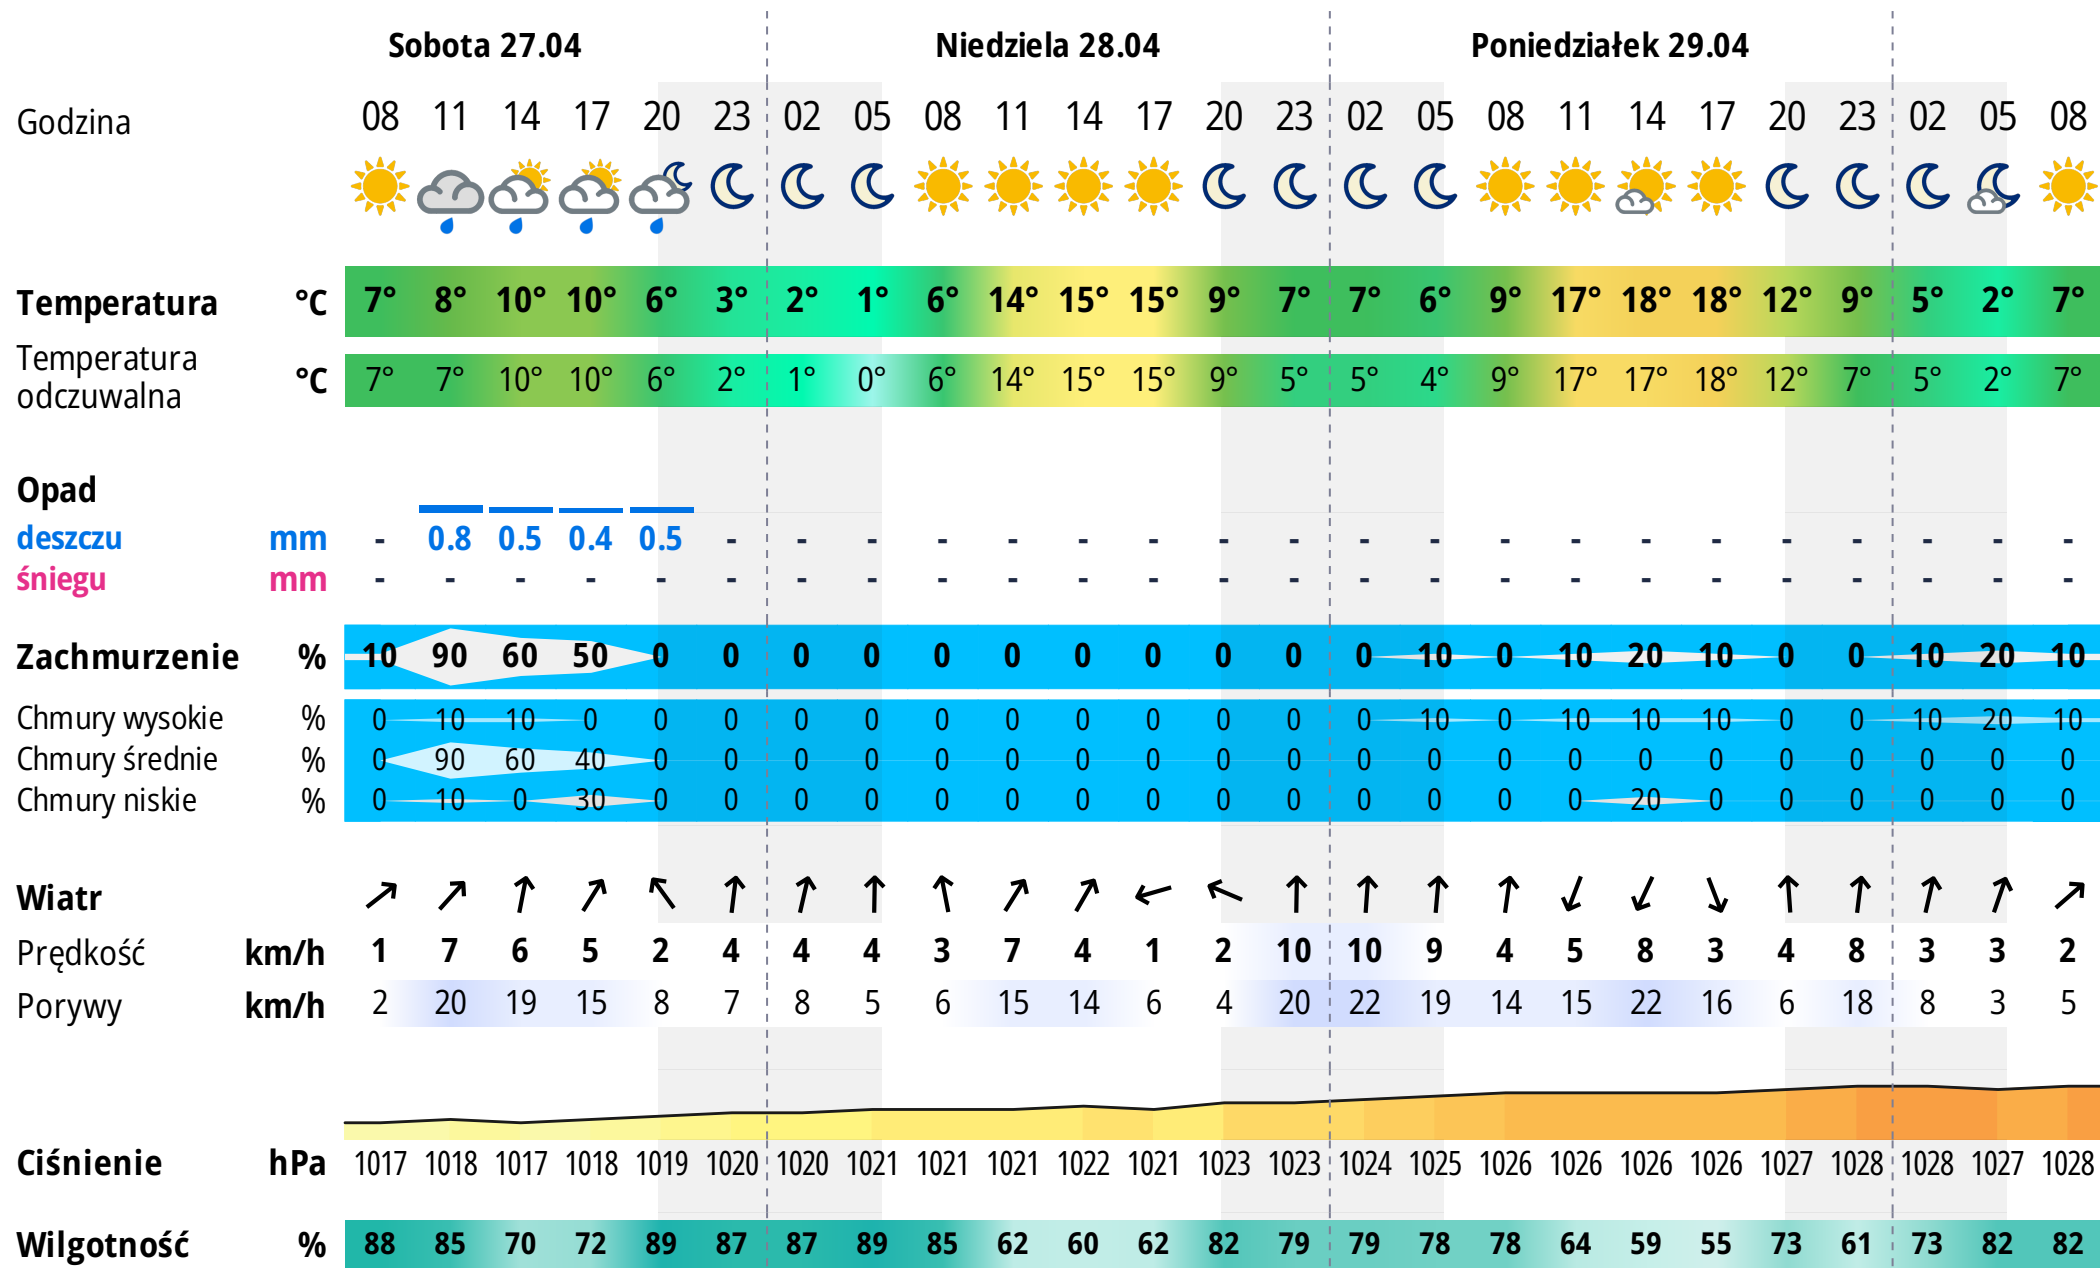 Sobota 27.04 Niedziela 28.04 Poniedziałek 29.04
Godzina 08 11 14 17 20 23 02 05 08 11 14 17 20 23 02 05 08 11 14 17 20 23 02 05 08
Temperatura °C 7° 8° 10° 10° 6° 3° 2° 1° 6° 14° 15° 15° 9° 7° 7° 6° 9° 17° 18° 18° 12° 9° 5° 2° 7°
Temperatura
odczuwalna °C 7° 7° 10° 10° 6° 2° 1° 0° 6° 14° 15° 15° 9° 5° 5° 4° 9° 17° 17° 18° 12° 7° 5° 2° 7°
Opad
deszczu mm - 0.8 0.5 0.4 0.5 - - - - - - - - - - - - - - - - - - - -
śniegu mm - - - - - - - - - - - - - - - - - - - - - - - - -
Zachmurzenie % 10 90 60 50 0 0 0 0 0 0 0 0 0 0 0 10 0 10 20 10 0 0 10 20 10
Chmury wysokie % 0 10 10 0 0 0 0 0 0 0 0 0 0 0 0 10 0 10 10 10 0 0 10 20 10
Chmury średnie % 0 90 60 40 0 0 0 0 0 0 0 0 0 0 0 0 0 0 0 0 0 0 0 0 0
Chmury niskie % 0 10 0 30 0 0 0 0 0 0 0 0 0 0 0 0 0 0 20 0 0 0 0 0 0
Wiatr
Prędkość km/h 1 7 6 5 2 4 4 4 3 7 4 1 2 10 10 9 4 5 8 3 4 8 3 3 2
Porywy km/h 2 20 19 15 8 7 8 5 6 15 14 6 4 20 22 19 14 15 22 16 6 18 8 3 5
Ciśnienie hPa 1017 1018 1017 1018 1019 1020 1020 1021 1021 1021 1022 1021 1023 1023 1024 1025 1026 1026 1026 1026 1027 1028 1028 1027 1028
Wilgotność % 88 85 70 72 89 87 87 89 85 62 60 62 82 79 79 78 78 64 59 55 73 61 73 82 82